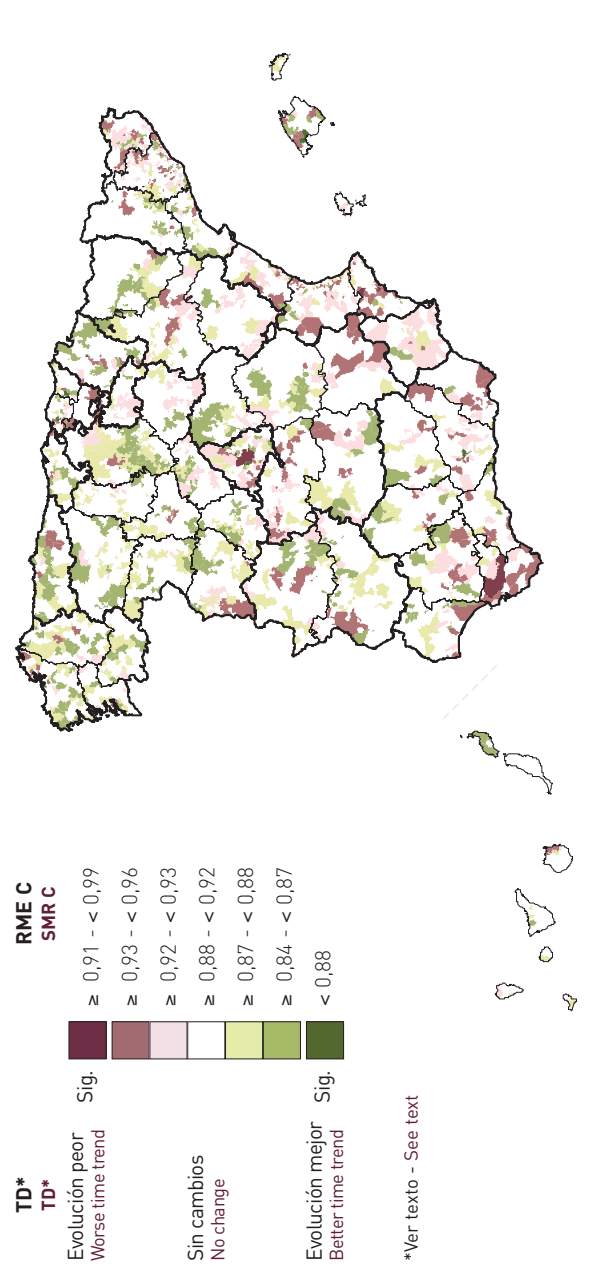 TD*
TD*
RME C
SMR C
Evolución peor
Worse time trend
Sig.
≥ 0,91 - < 0,99
≥ 0,93 - < 0,96
≥ 0,92 - < 0,93
Sin cambios
No change
≥ 0,88 - < 0,92
≥ 0,87 - < 0,88
≥ 0,84 - < 0,87
Evolución mejor
Better time trend
Sig.
< 0,88
*Ver texto - See text